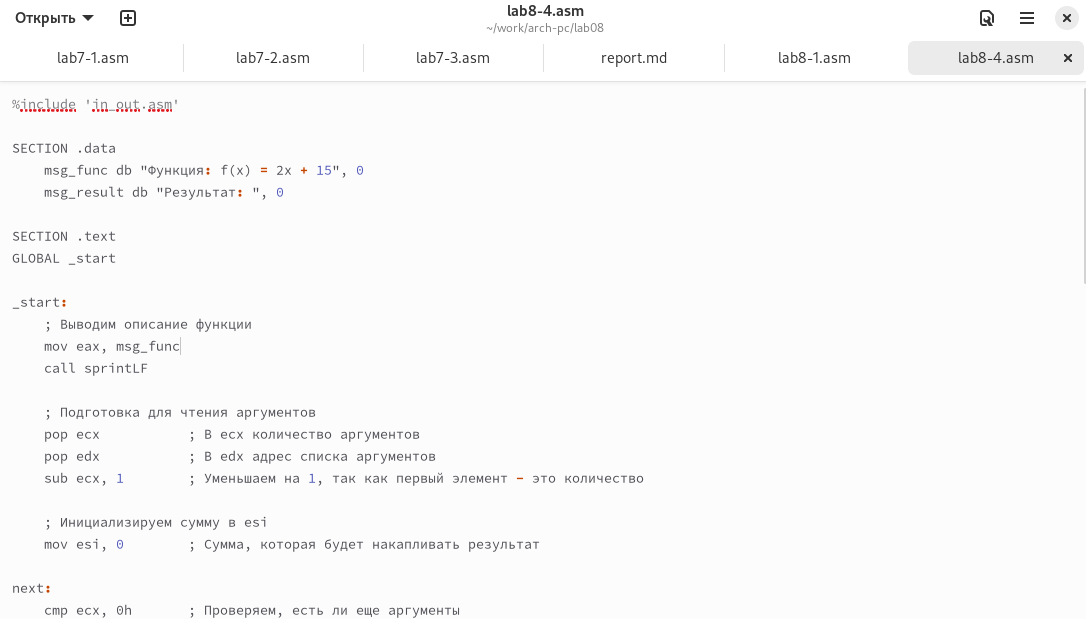 Открыть
lab8-4.asm
~/work/arch-pc/lab08
lab7-1.asm
lab7-2.asm
lab7-3.asm
report.md
lab8-1.asm
lab8-4.asm
%include 'in_out.asm'
SECTION .data
msg_func db "Функция: f(x) = 2x + 15", 0
msg_result db "Результат: ", 0
SECTION .text
GLOBAL _start
_start:
; Выводим описание функции
mov eax, msg_func
call sprintLF
; Подготовка для чтения аргументов
pop ecx ; В ecx количество аргументов
pop edx ; В edx адрес списка аргументов
sub ecx, 1 ; Уменьшаем на 1, так как первый элемент - это количество
; Инициализируем сумму в esi
mov esi, 0 ; Сумма, которая будет накапливать результат
next:
cmp ecx, 0h ; Проверяем, есть ли еще аргументы